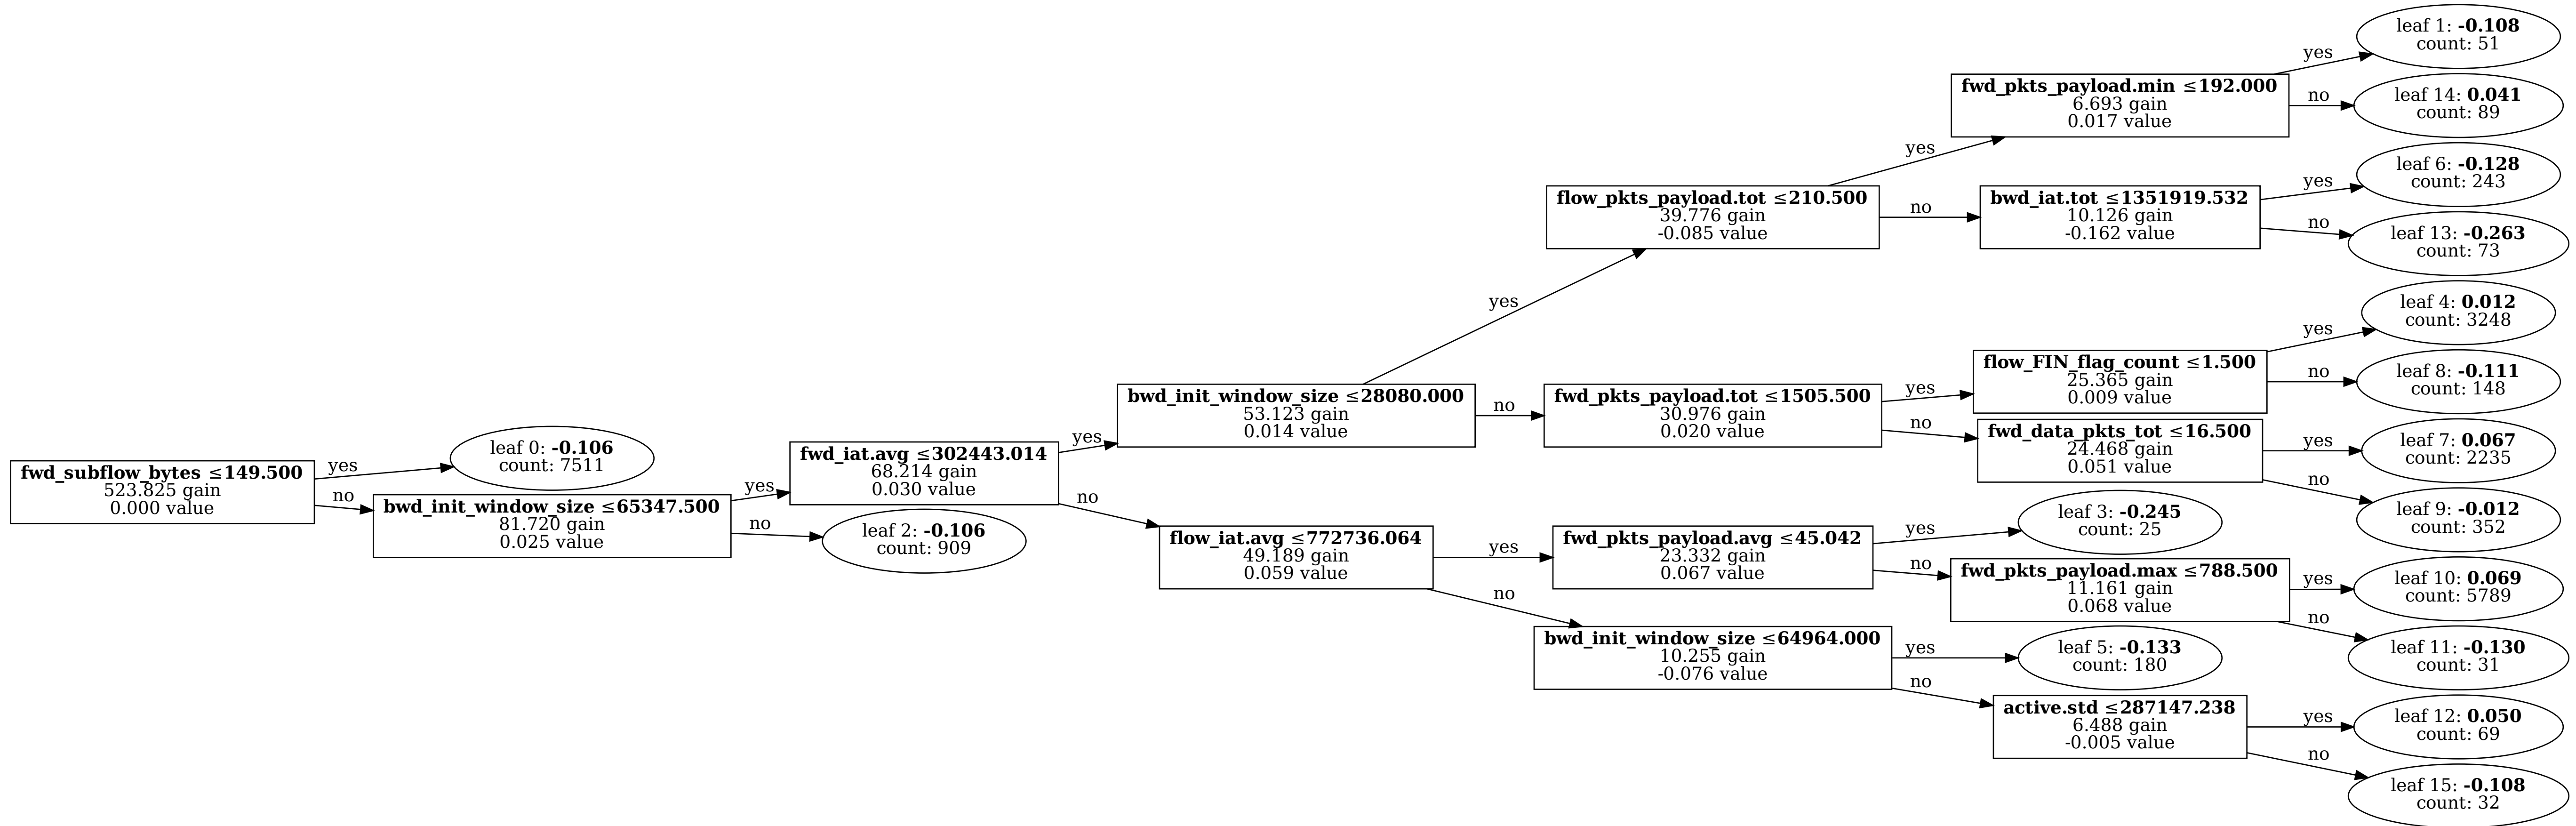 fwd_subflow_bytes ≤149.500
523.825 gain
0.000 value
yes
no
leaf 0: -0.106
count: 7511
bwd_init_window_size ≤65347.500
81.720 gain
0.025 value
yes
no
fwd_iat.avg ≤302443.014
68.214 gain
0.030 value
leaf 2: -0.106
count: 909
yes
no
bwd_init_window_size ≤28080.000
53.123 gain
0.014 value
yes
no
flow_iat.avg ≤772736.064
49.189 gain
0.059 value
yes
no
flow_pkts_payload.tot ≤210.500
39.776 gain
-0.085 value
yes
no
fwd_pkts_payload.tot ≤1505.500
30.976 gain
0.020 value
yes
no
fwd_pkts_payload.avg ≤45.042
23.332 gain
0.067 value
yes
no
bwd_init_window_size ≤64964.000
10.255 gain
-0.076 value
yes
no
fwd_pkts_payload.min ≤192.000
6.693 gain
0.017 value
yes
no
bwd_iat.tot ≤1351919.532
10.126 gain
-0.162 value
yes
no
flow_FIN_flag_count ≤1.500
25.365 gain
0.009 value
yes
no
fwd_data_pkts_tot ≤16.500
24.468 gain
0.051 value
yes
no
leaf 3: -0.245
count: 25
fwd_pkts_payload.max ≤788.500
11.161 gain
0.068 value
yes
no
leaf 5: -0.133
count: 180
active.std ≤287147.238
6.488 gain
-0.005 value
yes
no
leaf 1: -0.108
count: 51
leaf 14: 0.041
count: 89
leaf 6: -0.128
count: 243
leaf 13: -0.263
count: 73
leaf 4: 0.012
count: 3248
leaf 8: -0.111
count: 148
leaf 7: 0.067
count: 2235
leaf 9: -0.012
count: 352
leaf 10: 0.069
count: 5789
leaf 11: -0.130
count: 31
leaf 12: 0.050
count: 69
leaf 15: -0.108
count: 32